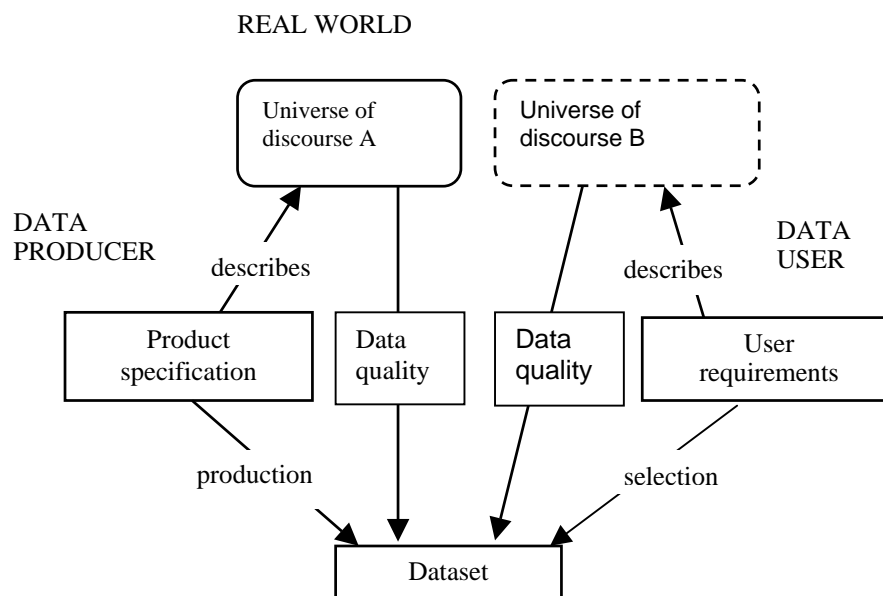 REAL WORLD
Universe of
discourse A
Universe of
discourse B
DATA
PRODUCER
DATA
USER
describes
describes
Product
specification
Data
quality
Data
quality
User
requirements
production
selection
Dataset